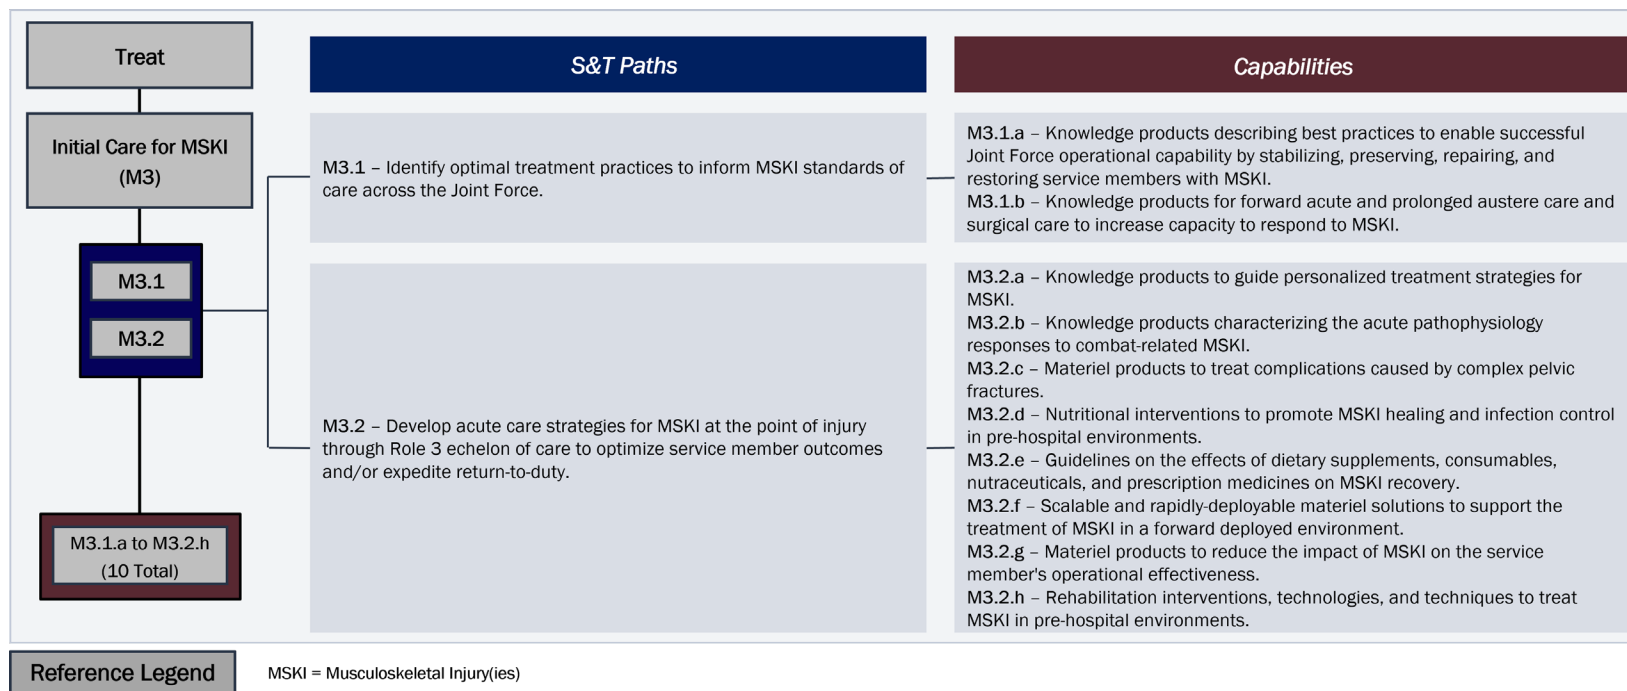 Treat
Initial Care for MSKI
(M3)
M3.1
M3.2
M3.1.a to M3.2.h
(10 Total)
S&T Paths
M3.1 – Identify optimal treatment practices to inform MSKI standards of
care across the Joint Force.
M3.2 – Develop acute care strategies for MSKI at the point of injury
through Role 3 echelon of care to optimize service member outcomes
and/or expedite return-to-duty.
Capabilities
M3.1.a – Knowledge products describing best practices to enable successful
Joint Force operational capability by stabilizing, preserving, repairing, and
restoring service members with MSKI.
M3.1.b – Knowledge products for forward acute and prolonged austere care and
surgical care to increase capacity to respond to MSKI.
M3.2.a – Knowledge products to guide personalized treatment strategies for
MSKI.
M3.2.b – Knowledge products characterizing the acute pathophysiology
responses to combat-related MSKI.
M3.2.c – Materiel products to treat complications caused by complex pelvic
fractures.
M3.2.d – Nutritional interventions to promote MSKI healing and infection control
in pre-hospital environments.
M3.2.e – Guidelines on the effects of dietary supplements, consumables,
nutraceuticals, and prescription medicines on MSKI recovery.
M3.2.f – Scalable and rapidly-deployable materiel solutions to support the
treatment of MSKI in a forward deployed environment.
M3.2.g – Materiel products to reduce the impact of MSKI on the service
member's operational effectiveness.
M3.2.h – Rehabilitation interventions, technologies, and techniques to treat
MSKI in pre-hospital environments.
Reference Legend
MSKI = Musculoskeletal Injury(ies)